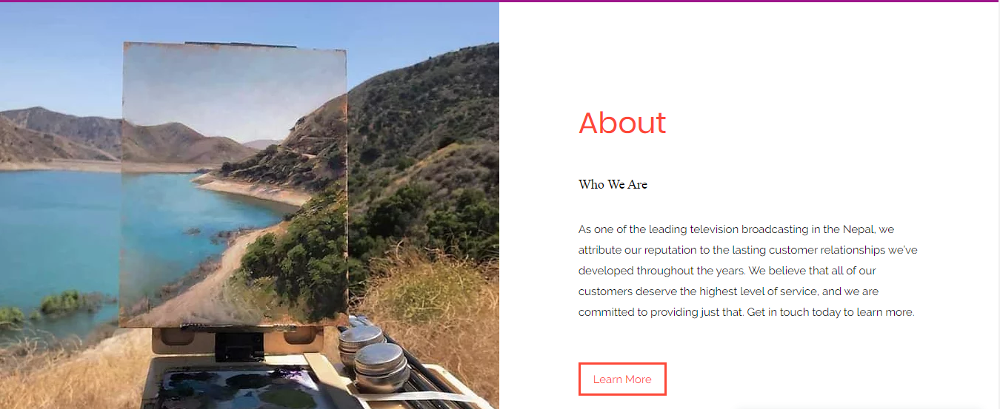 About
Who We Are
As one of the leading television broadcasting in the Nepal, we
attribute our reputation to the lasting customer relationships we've
developed throughout the years. We believe that all of our
customers deserve the highest level of service, and we are
committed to providing just that. Get in touch today to learn more.
Learn More